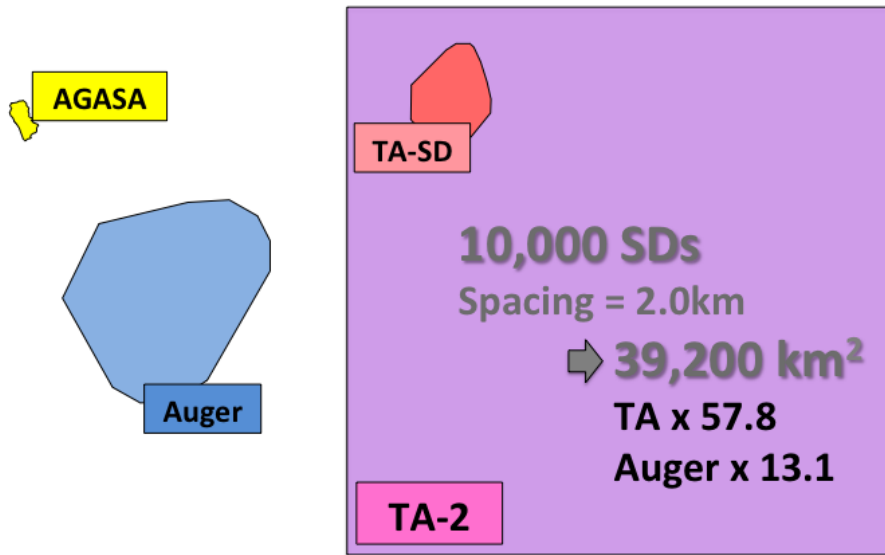 AGASA
TA-SD
10,000 SDs
Spacing = 2.0km
39,200 km²
TA x 57.8
Auger x 13.1
Auger
TA-2